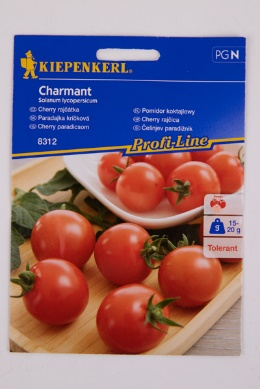 PG N
KIEPENKERL
Charmant
Solanum lycopersicum
Cherry rajčátka
Paradajka kríčková
Cherry paradicsom
Pomidor koktajlowy
Cherry rajčica
Češnjev paradižnik
8312
Profi-Line
15-
20 g
Tolerant